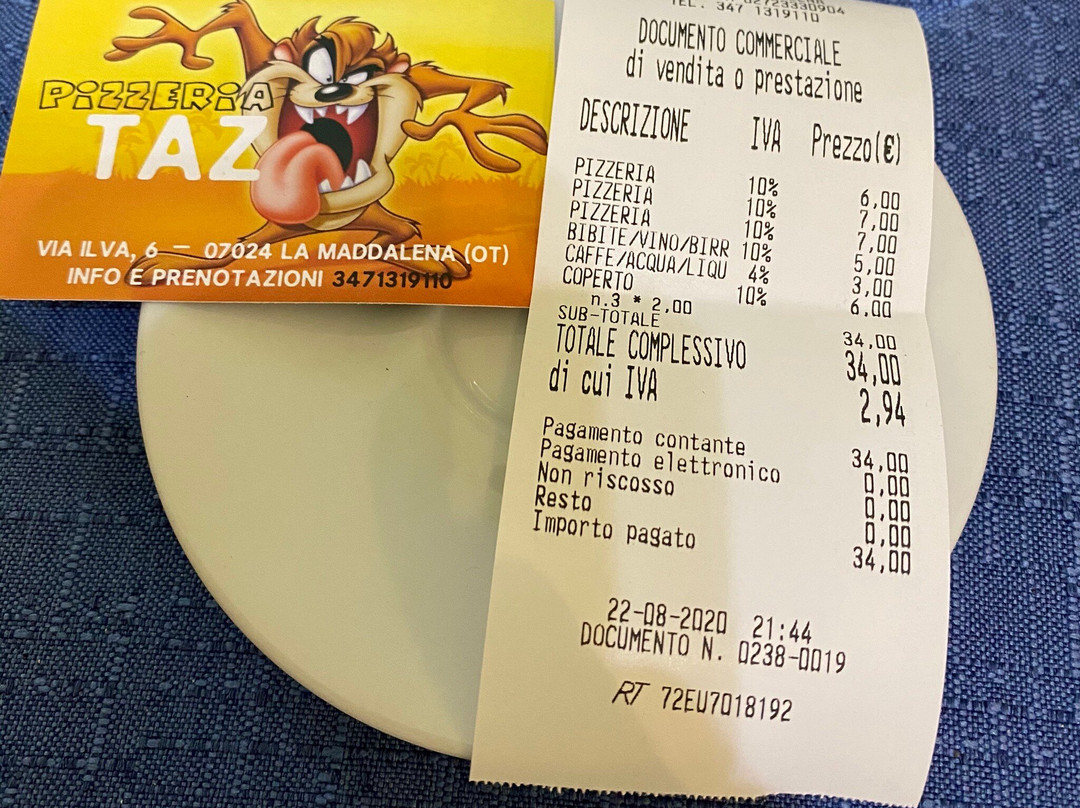 PIZZERIA
TAZ
VIA ILVA, 6 – 07024 LA MADDALENA (OT)
INFO E PRENOTAZIONI 3471319110
TEL. 347 1319110
DOCUMENTO COMMERCIALE
di vendita o prestazione
DESCRIZIONE IVA Prezzo(€)
PIZZERIA 10% 6,00
PIZZERIA 10% 7,00
PIZZERIA 10% 7,00
BIBITE/VINO/BIRR 10% 5,00
CAFFE/ACQUA/LIQU 4% 3,00
COPERTO 10% 6,00
n.3 * 2,00
SUB-TOTALE 34,00
TOTALE COMPLESSIVO 34,00
di cui IVA 2,94
Pagamento contante 34,00
Pagamento elettronico 0,00
Non riscosso 0,00
Resto 0,00
Importo pagato 34,00
22-08-2020 21:44
DOCUMENTO N. 0238-0019
RT 72EU7018192